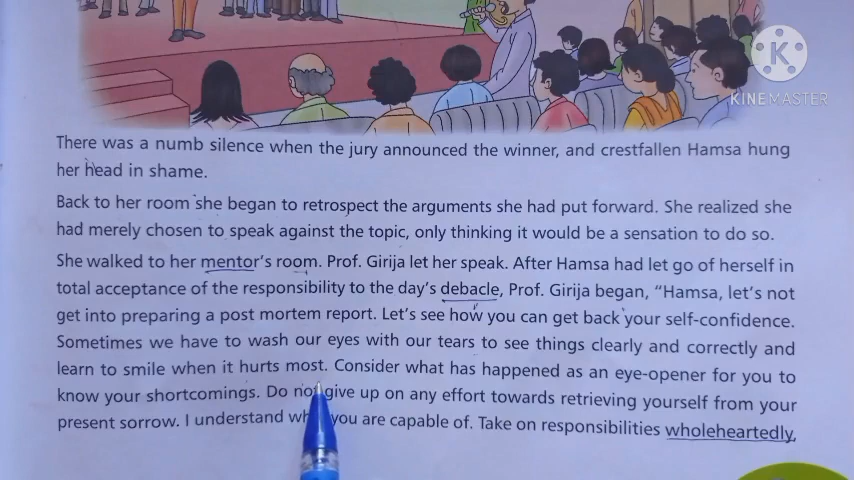 K
KINEMASTER
There was a numb silence when the jury announced the winner, and crestfallen Hamsa hung
her head in shame.
Back to her room she began to retrospect the arguments she had put forward. She realized she
had merely chosen to speak against the topic, only thinking it would be a sensation to do so.
She walked to her mentor's room. Prof. Girija let her speak. After Hamsa had let go of herself in
total acceptance of the responsibility to the day's debacle, Prof. Girija began, "Hamsa, let's not
get into preparing a post mortem report. Let's see how you can get back your self-confidence.
Sometimes we have to wash our eyes with our tears to see things clearly and correctly and
learn to smile when it hurts most. Consider what has happened as an eye-opener for you to
know your shortcomings. Do not give up on any effort towards retrieving yourself from your
present sorrow. I understand you are capable of. Take on responsibilities wholeheartedly,